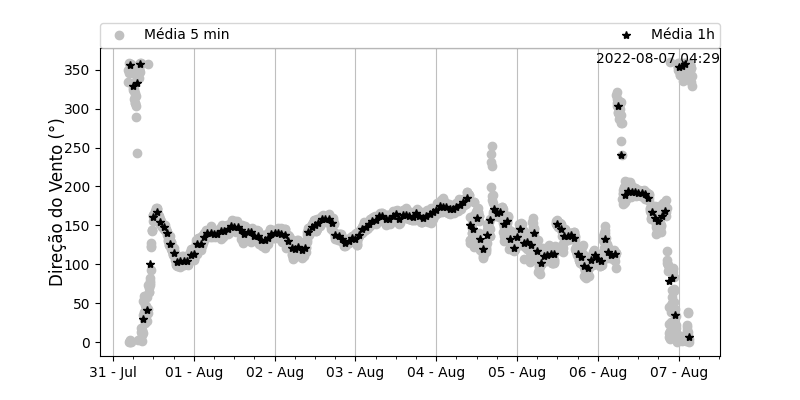 Média 5 min
Média 1h
2022-08-07 04:29
Direção do Vento (°)
350
300
250
200
150
100
50
0
31 - Jul
01 - Aug
02 - Aug
03 - Aug
04 - Aug
05 - Aug
06 - Aug
07 - Aug